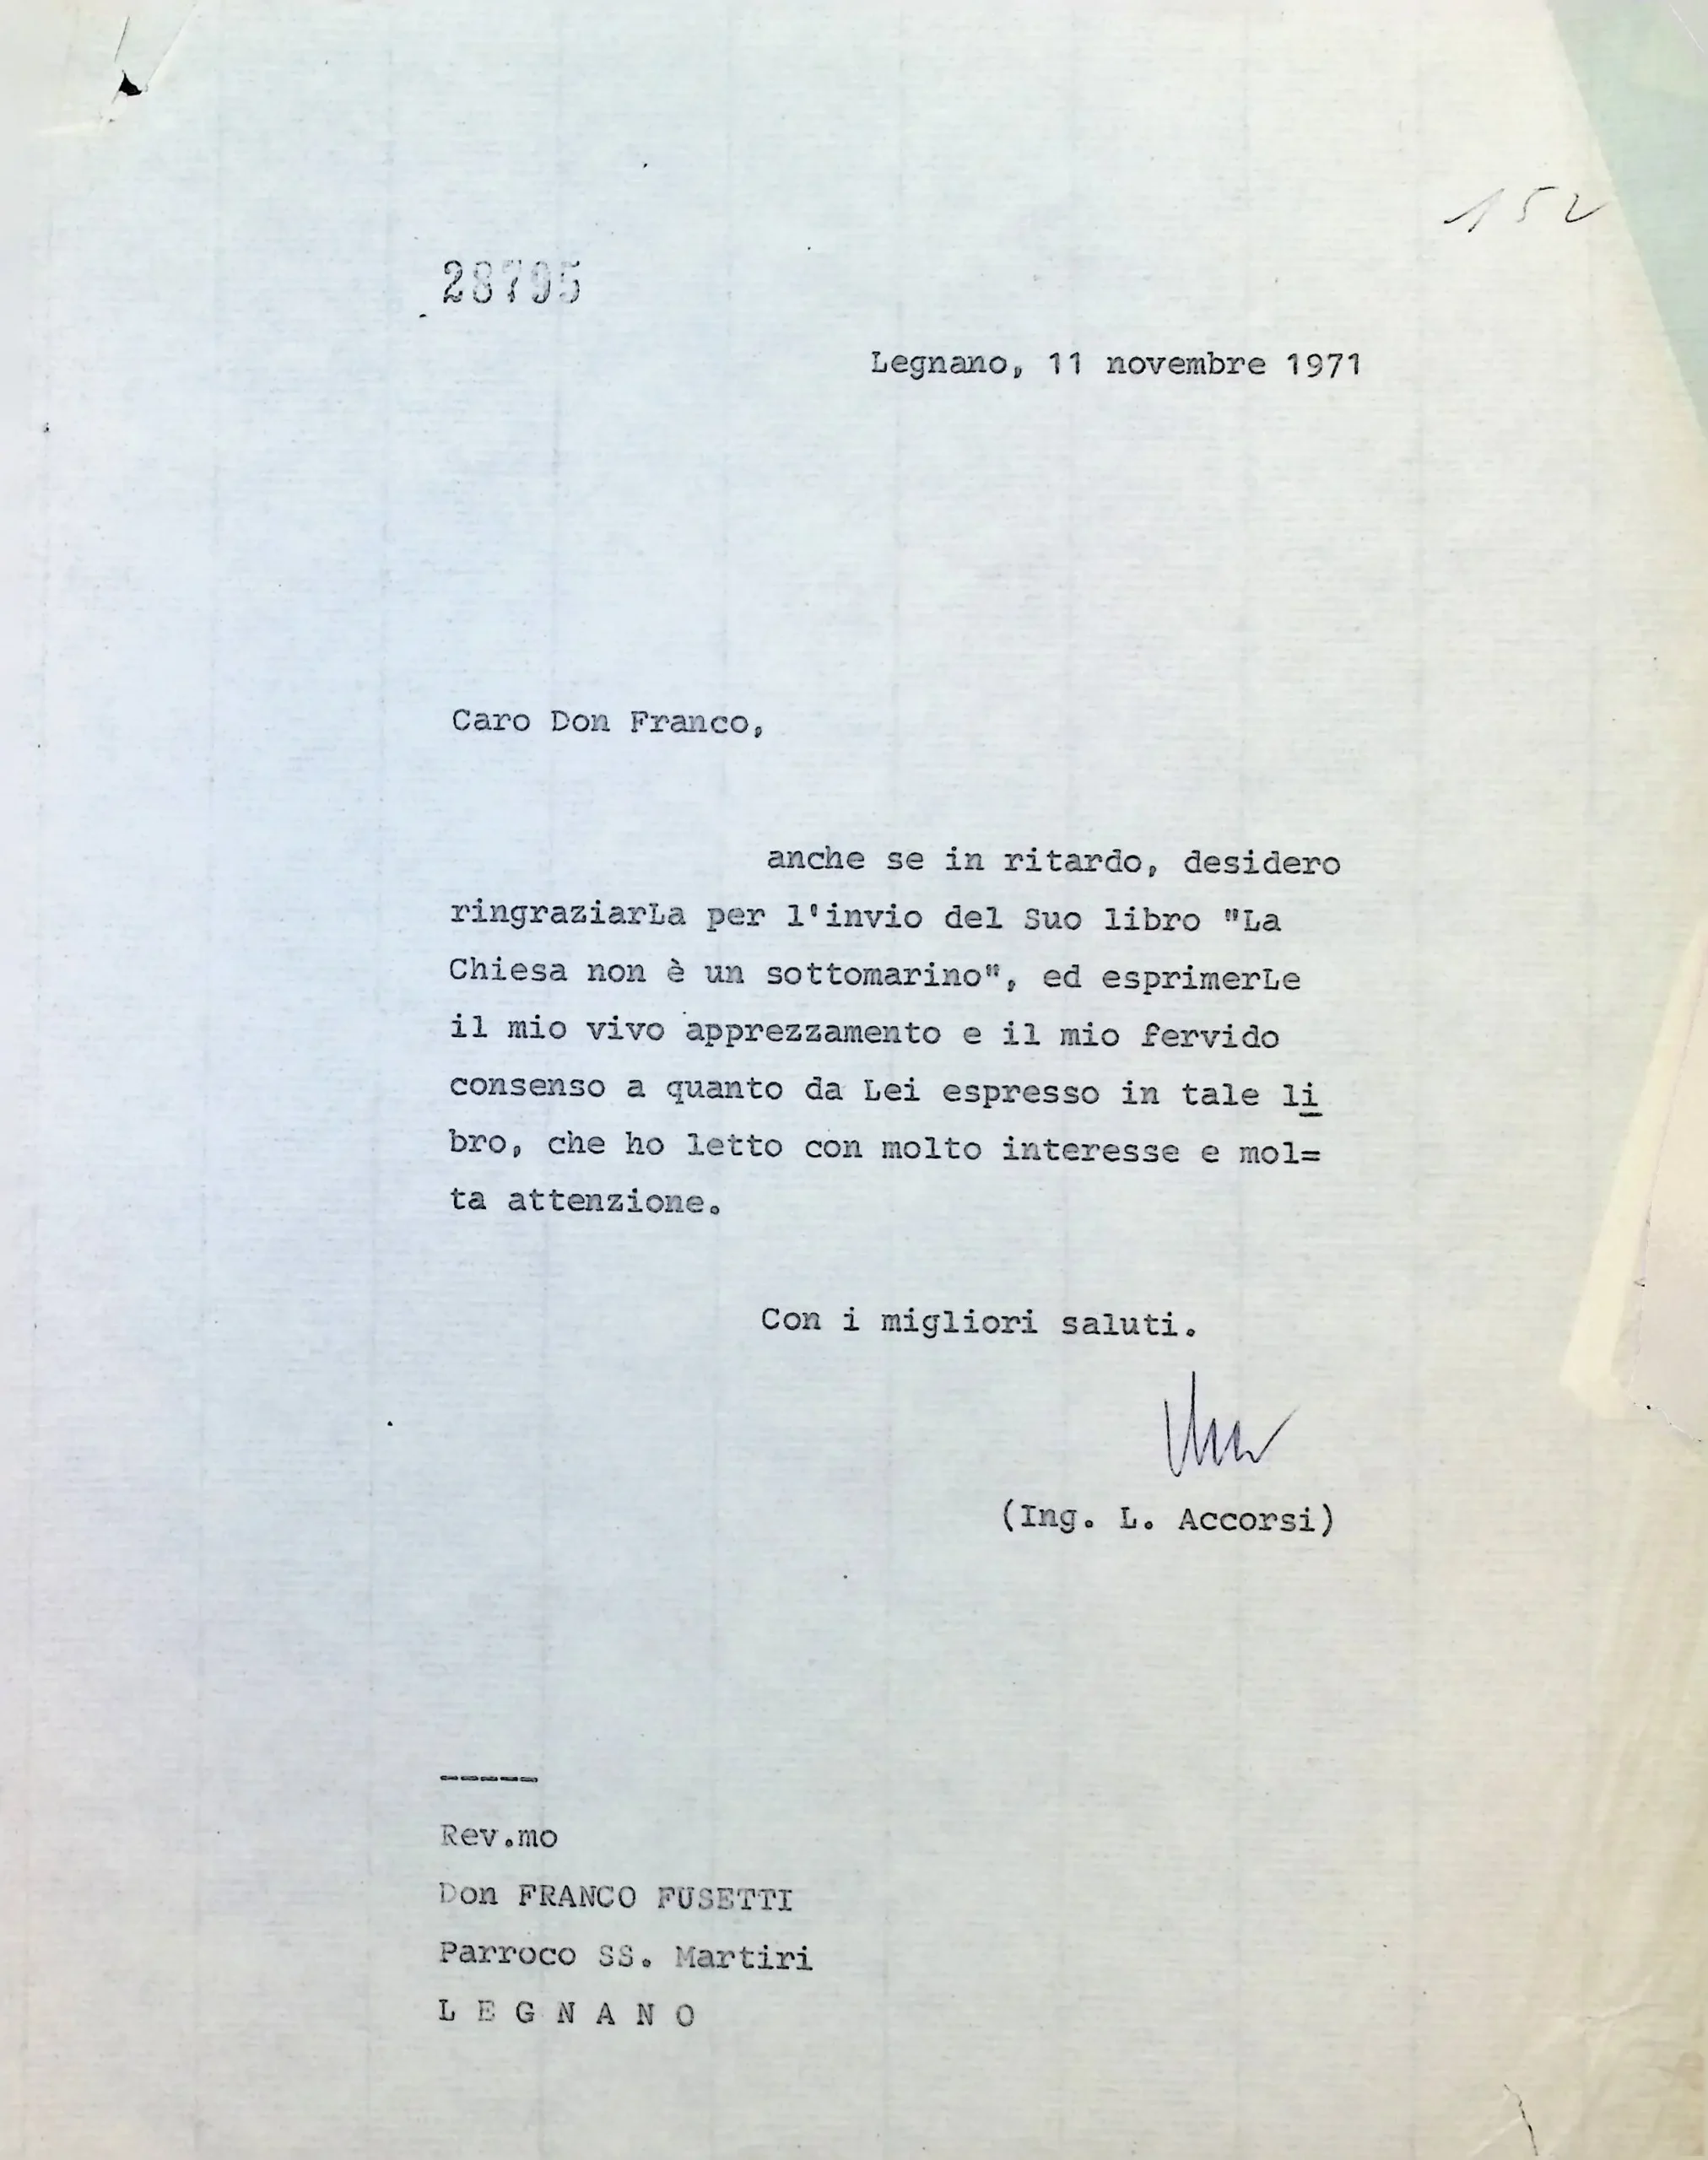 152
28795
Legnano, 11 novembre 1971
Caro Don Franco,
anche se in ritardo, desidero
ringraziarLa per l'invio del Suo libro "La
Chiesa non è un sottomarino", ed esprimerLe
il mio vivo apprezzamento e il mio fervido
consenso a quanto da Lei espresso in tale li
bro, che ho letto con molto interesse e mol=
ta attenzione.
Con i migliori saluti.
(Ing. L. Accorsi)
------
Rev.mo
Don FRANCO FUSETTI
Parroco SS. Martiri
L E G N A N O